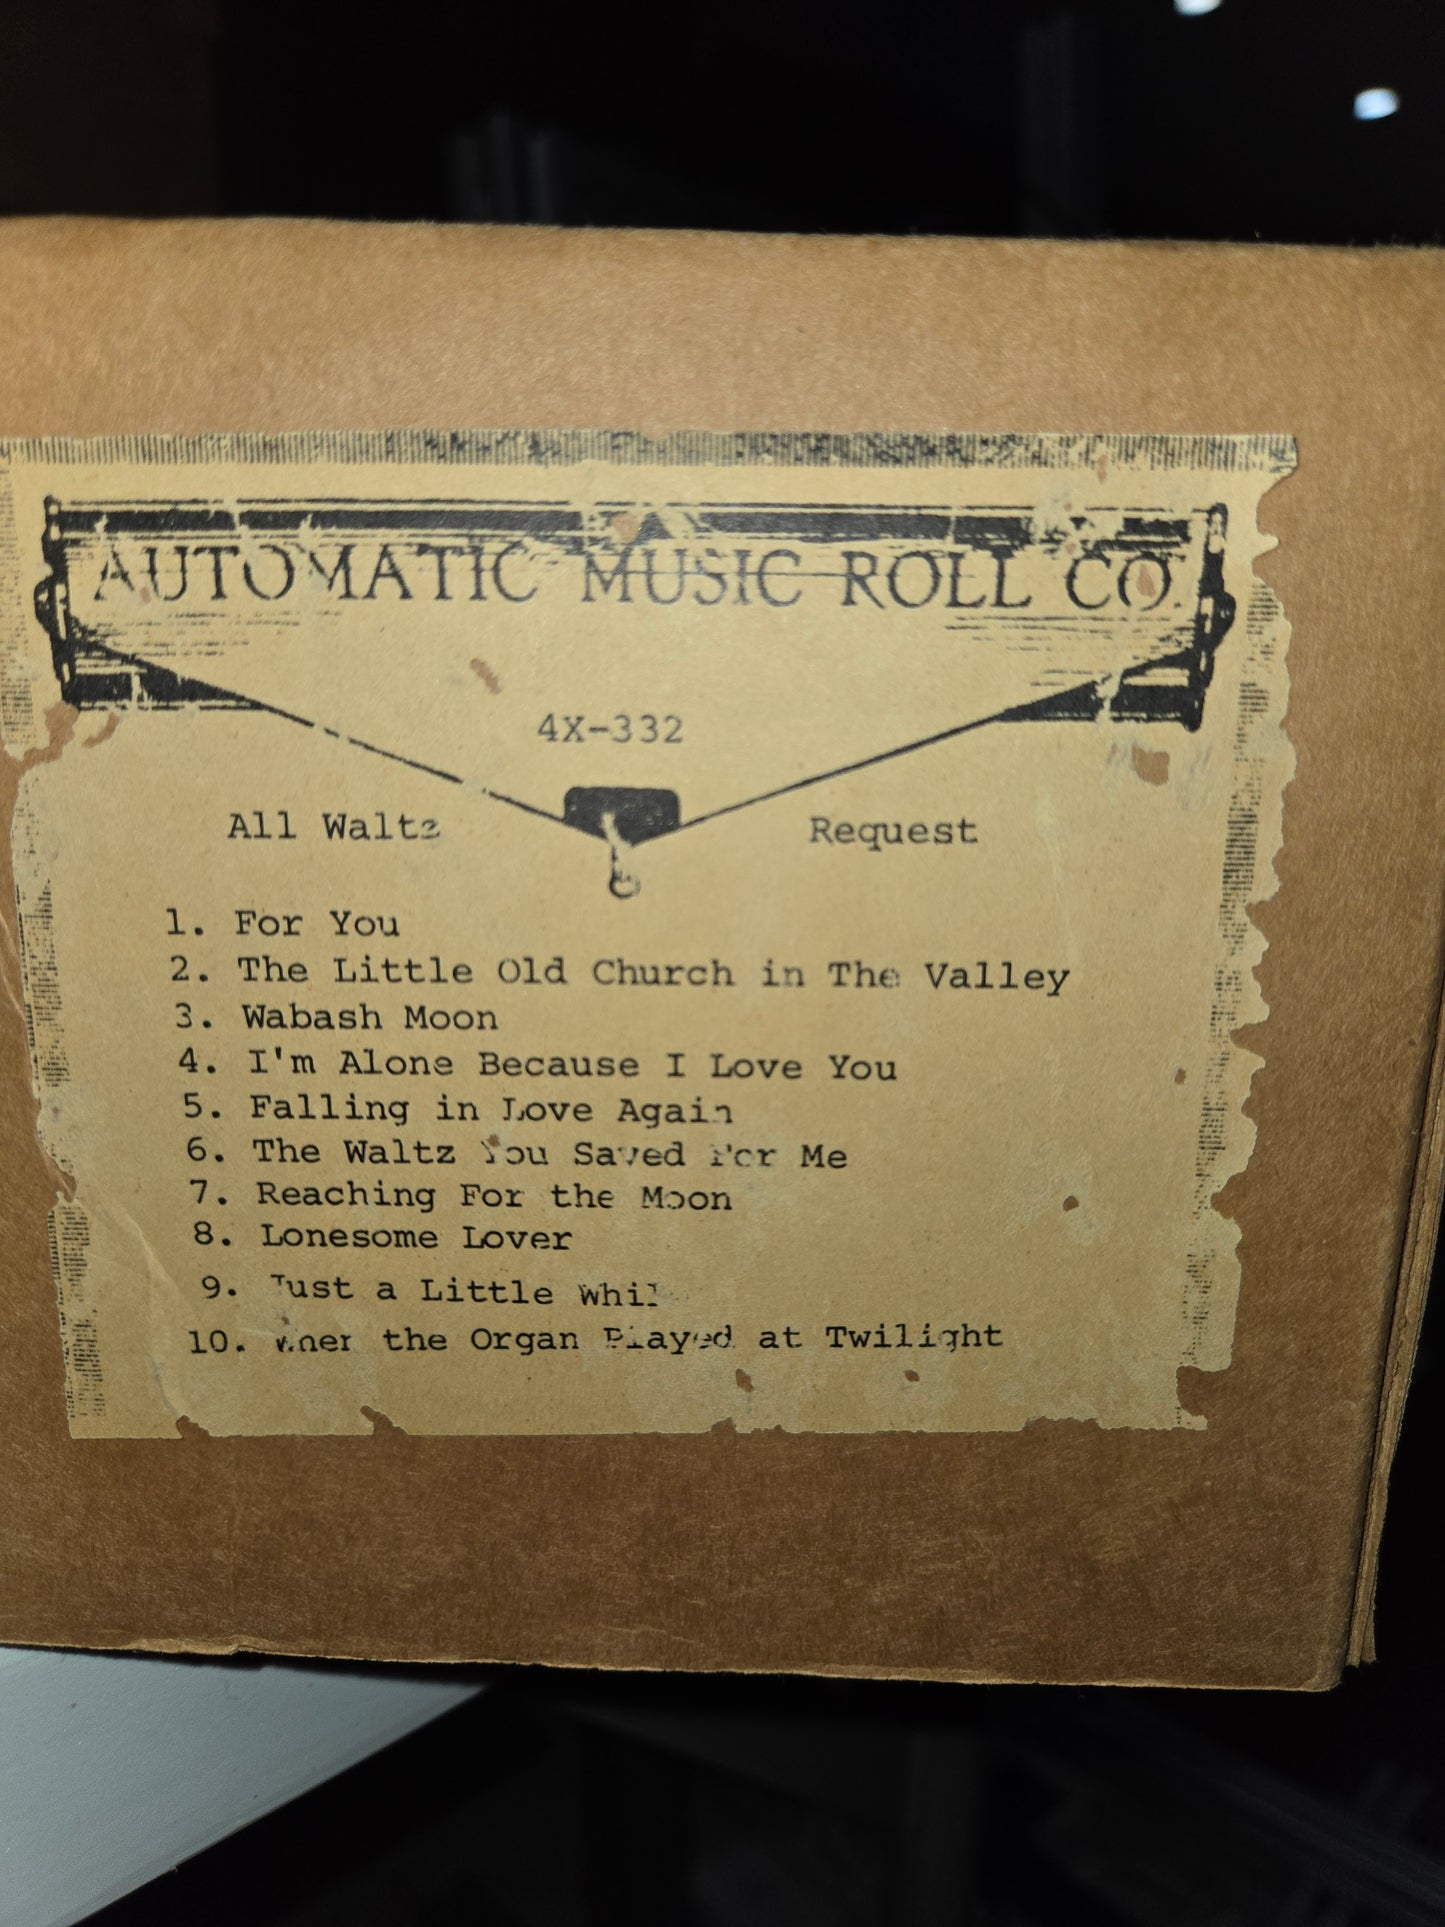 AUTOMATIC MUSIC ROLL CO.
4X-332
All Waltz Request
1. For You
2. The Little Old Church in The Valley
3. Wabash Moon
4. I'm Alone Because I Love You
5. Falling in Love Again
6. The Waltz You Saved For Me
7. Reaching For the Moon
8. Lonesome Lover
9. Just a Little Whil
10. When the Organ Played at Twilight